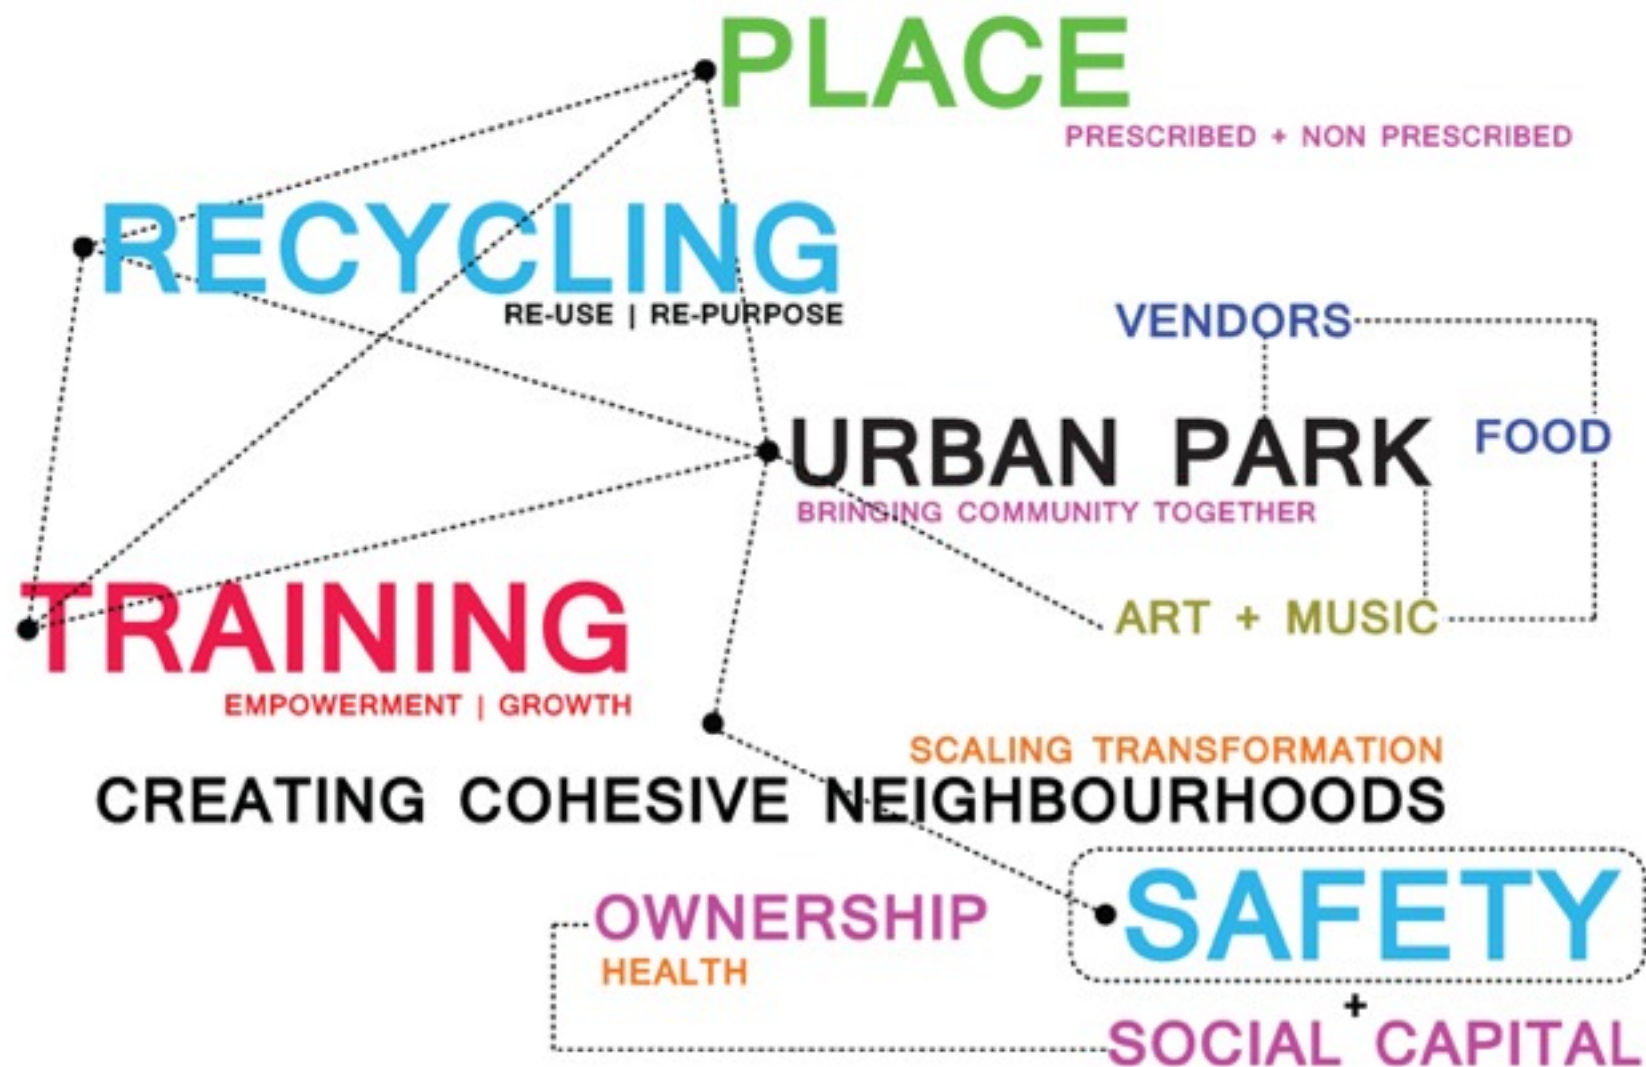 PLACE
PRESCRIBED + NON PRESCRIBED
RECYCLING
RE-USE | RE-PURPOSE
VENDORS
URBAN PARK
FOOD
BRINGING COMMUNITY TOGETHER
TRAINING
ART + MUSIC
EMPOWERMENT | GROWTH
SCALING TRANSFORMATION
CREATING COHESIVE NEIGHBOURHOODS
SAFETY
OWNERSHIP
HEALTH
+
SOCIAL CAPITAL